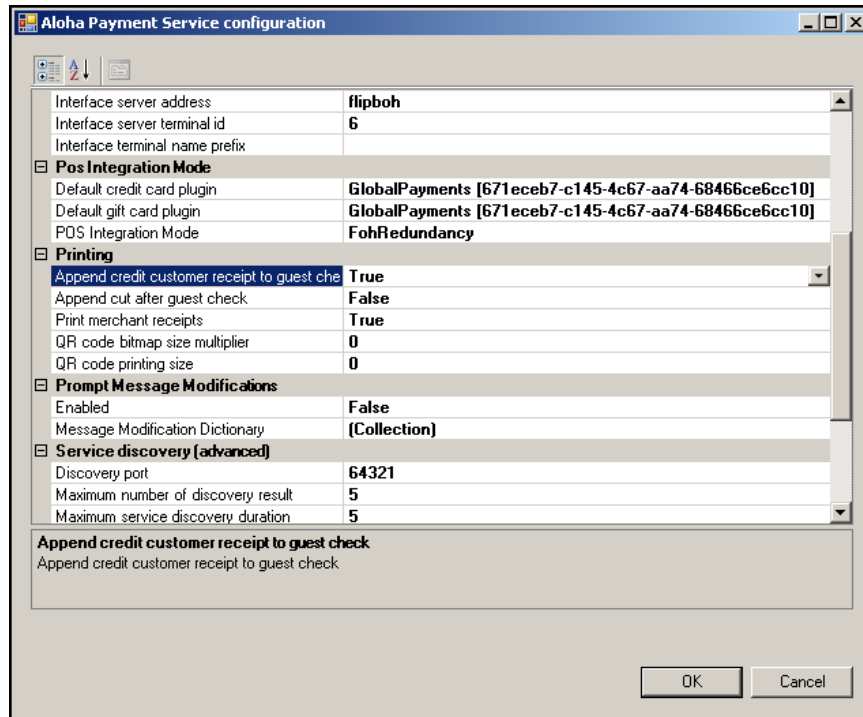 Aloha Payment Service configuration
Interface server address flipboh
Interface server terminal id 6
Interface terminal name prefix
Pos Integration Mode
Default credit card plugin GlobalPayments [671eceb7-c145-4c67-aa74-68466ce6cc10]
Default gift card plugin GlobalPayments [671eceb7-c145-4c67-aa74-68466ce6cc10]
POS Integration Mode FohRedundancy
Printing
Append credit customer receipt to guest che True
Append cut after guest check False
Print merchant receipts True
QR code bitmap size multiplier 0
QR code printing size 0
Prompt Message Modifications
Enabled False
Message Modification Dictionary (Collection)
Service discovery (advanced)
Discovery port 64321
Maximum number of discovery result 5
Maximum service discovery duration 5
Append credit customer receipt to guest check
Append credit customer receipt to guest check
OK Cancel